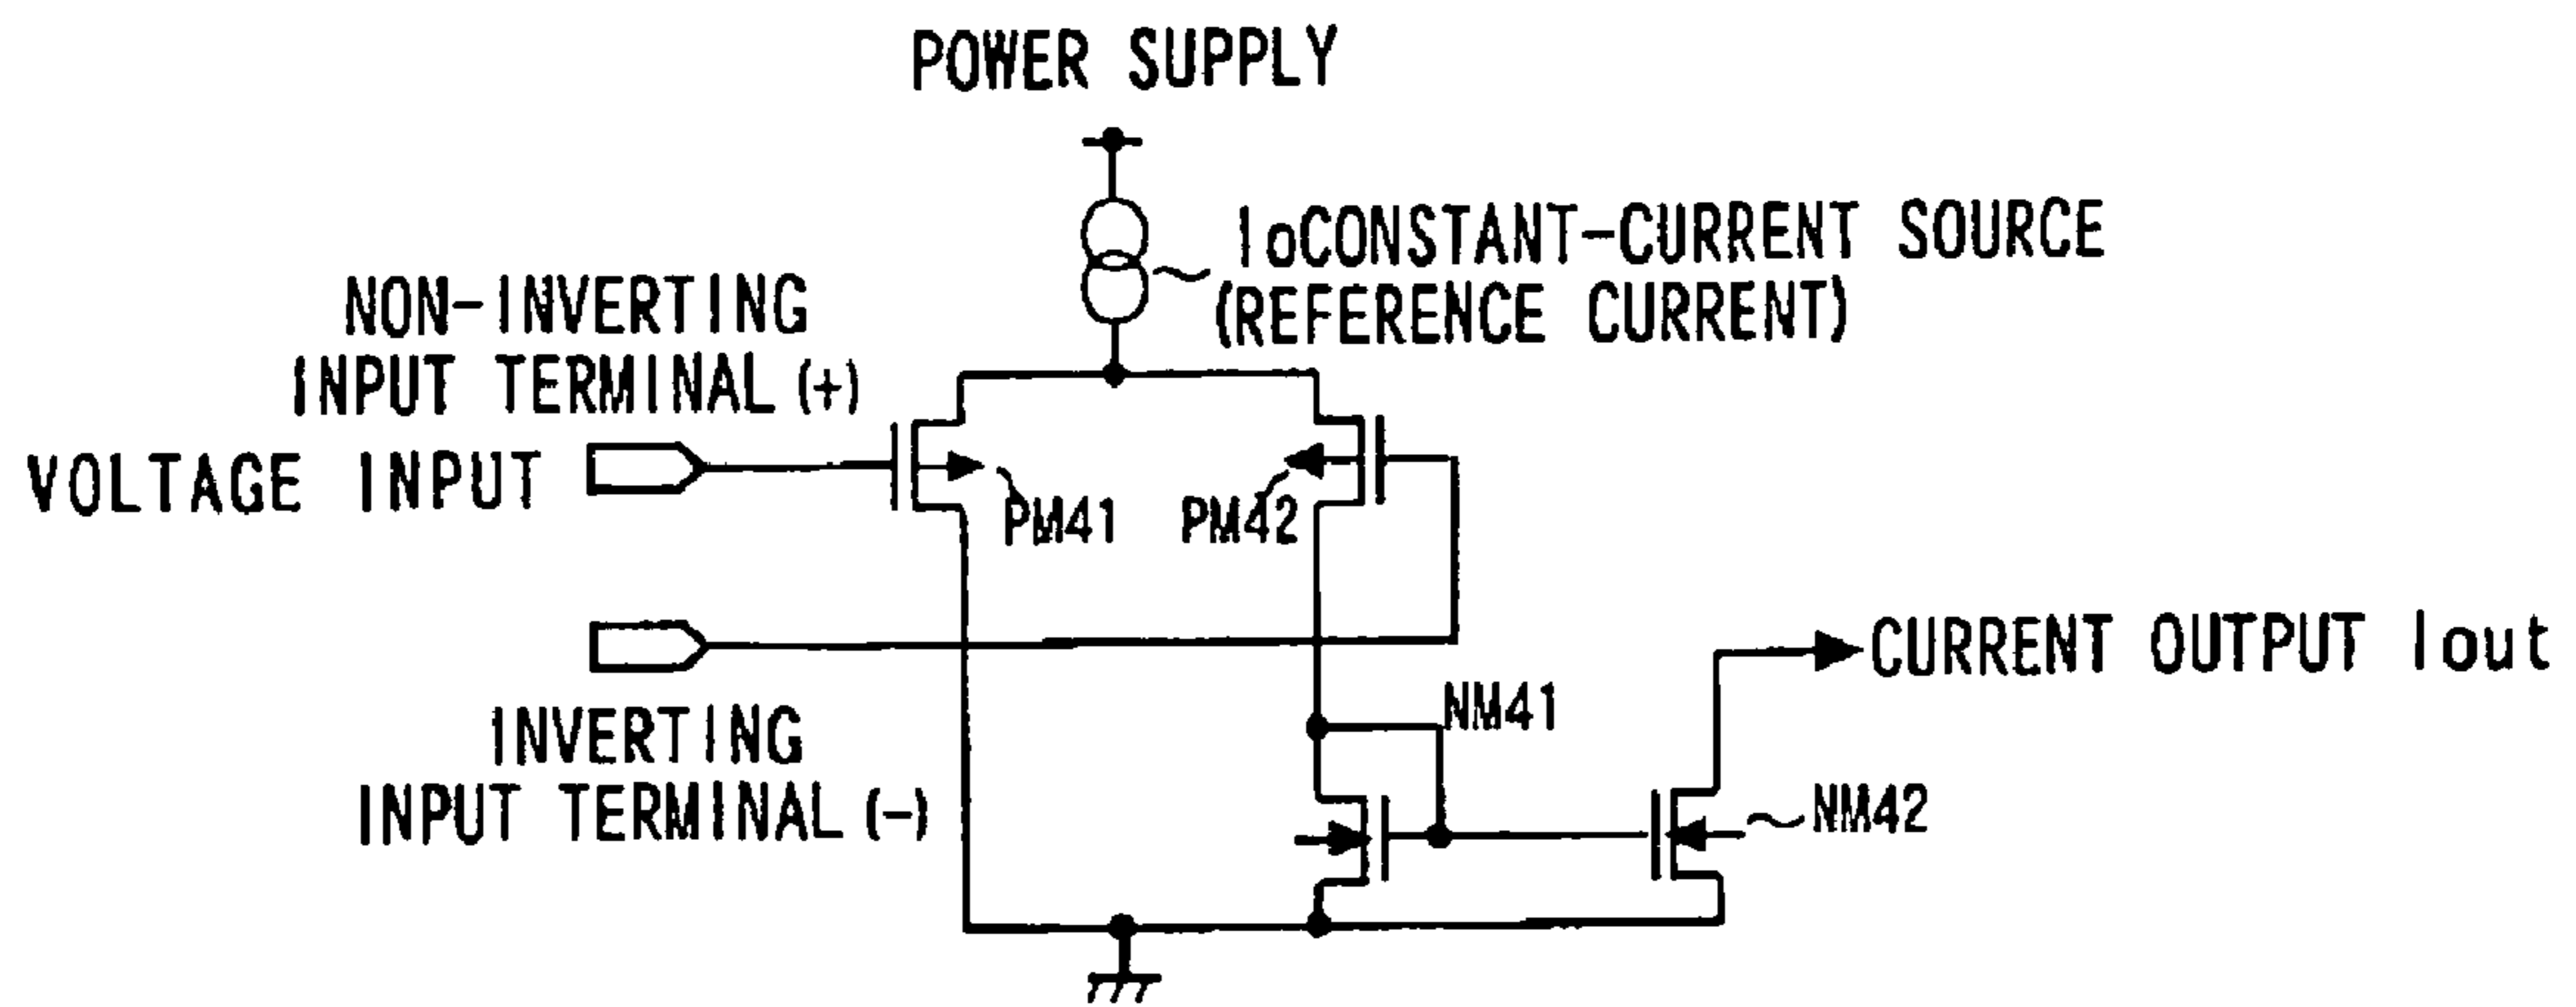 POWER SUPPLY
IoCONSTANT-CURRENT SOURCE
(REFERENCE CURRENT)
NON-INVERTING
INPUT TERMINAL (+)
VOLTAGE INPUT
PM41
PM42
CURRENT OUTPUT Iout
INVERTING
INPUT TERMINAL (-)
NM41
NM42